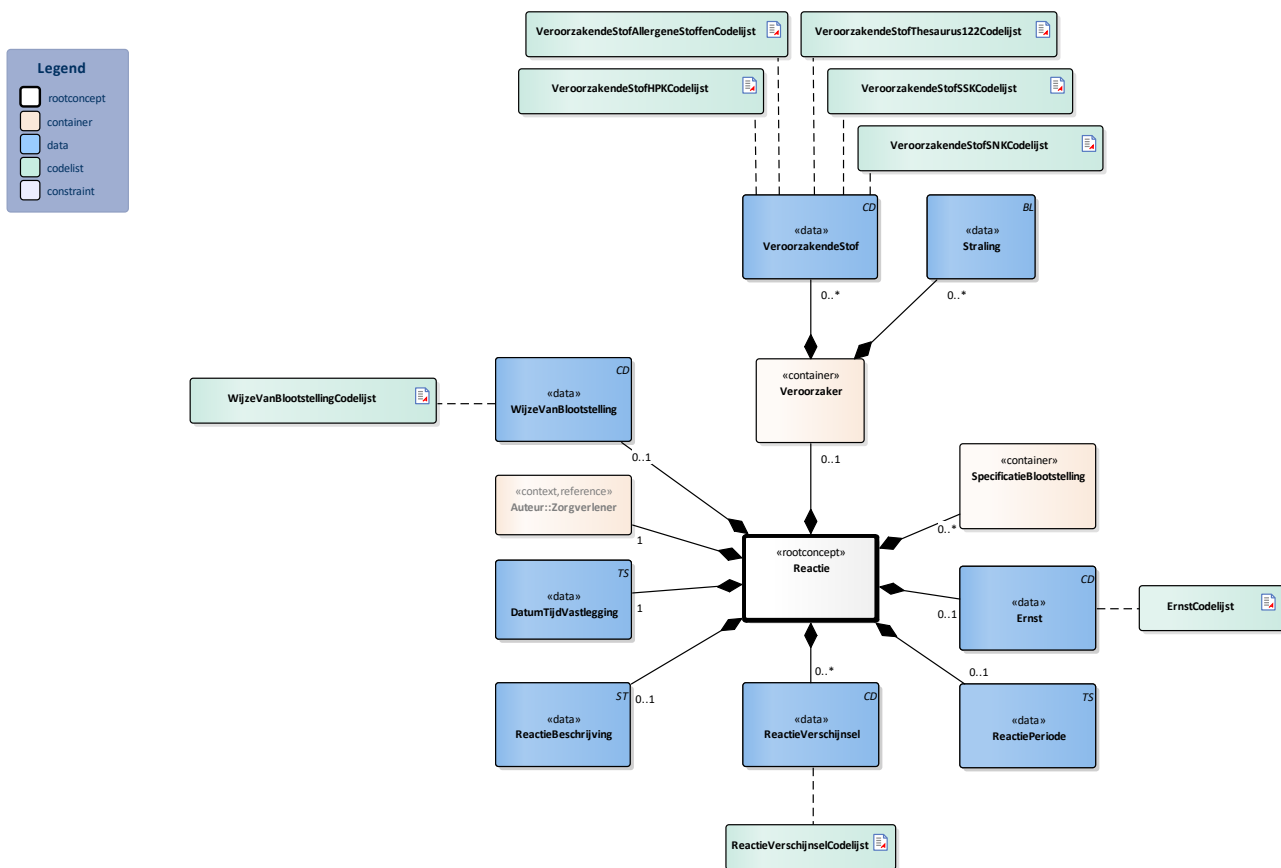 VeroorzakendeStofAllergeneStoffenCodelijst
VeroorzakendeStofThesaurus122Codelijst
Legend
rootconcept
container
data
codelist
constraint
VeroorzakendeStofHPKCodelijst
VeroorzakendeStofSSKCodelijst
VeroorzakendeStofSNKCodelijst
CD
«data»
VeroorzakendeStof
BL
«data»
Straling
0..*
0..*
CD
«data»
WijzeVanBlootstelling
WijzeVanBlootstellingCodelijst
«container»
Veroorzaker
0..1
0..1
«container»
SpecificatieBlootstelling
0..*
«context,reference»
Auteur::Zorgverlener
1
«rootconcept»
Reactie
TS
«data»
DatumTijdVastlegging
1
CD
«data»
Ernst
0..1
ErnstCodelijst
ST
«data»
ReactieBeschrijving
0..1
0..*
CD
«data»
ReactieVerschijnsel
0..1
TS
«data»
ReactiePeriode
ReactieVerschijnselCodelijst